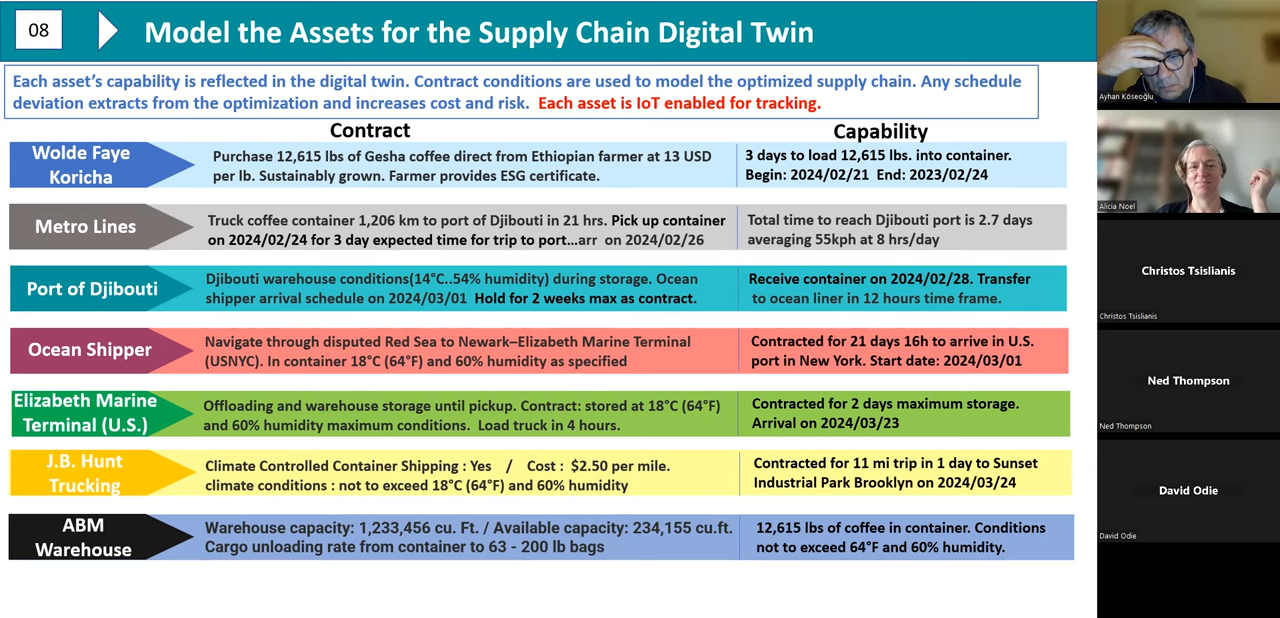 08
Model the Assets for the Supply Chain Digital Twin
Each asset's capability is reflected in the digital twin. Contract conditions are used to model the optimized supply chain. Any schedule
deviation extracts from the optimization and increases cost and risk. Each asset is IoT enabled for tracking.
Contract
Capability
Wolde Faye
Koricha
Purchase 12,615 lbs of Gesha coffee direct from Ethiopian farmer at 13 USD
per lb. Sustainably grown. Farmer provides ESG certificate.
3 days to load 12,615 lbs. into container.
Begin: 2024/02/21 End: 2023/02/24
Metro Lines
Truck coffee container 1,206 km to port of Djibouti in 21 hrs. Pick up container
on 2024/02/24 for 3 day expected time for trip to port...arr on 2024/02/26
Total time to reach Djibouti port is 2.7 days
averaging 55kph at 8 hrs/day
Port of Djibouti
Djibouti warehouse conditions(14°C..54% humidity) during storage. Ocean
shipper arrival schedule on 2024/03/01 Hold for 2 weeks max as contract.
Receive container on 2024/02/28. Transfer
to ocean liner in 12 hours time frame.
Ocean Shipper
Navigate through disputed Red Sea to Newark–Elizabeth Marine Terminal
(USNYC). In container 18°C (64°F) and 60% humidity as specified
Contracted for 21 days 16h to arrive in U.S.
port in New York. Start date: 2024/03/01
Elizabeth Marine
Terminal (U.S.)
Offloading and warehouse storage until pickup. Contract: stored at 18°C (64°F)
and 60% humidity maximum conditions. Load truck in 4 hours.
Contracted for 2 days maximum storage.
Arrival on 2024/03/23
J.B. Hunt
Trucking
Climate Controlled Container Shipping : Yes / Cost : $2.50 per mile.
climate conditions : not to exceed 18°C (64°F) and 60% humidity
Contracted for 11 mi trip in 1 day to Sunset
Industrial Park Brooklyn on 2024/03/24
ABM
Warehouse
Warehouse capacity: 1,233,456 cu. Ft. / Available capacity: 234,155 cu.ft.
Cargo unloading rate from container to 63 - 200 lb bags
12,615 lbs of coffee in container. Conditions
not to exceed 64°F and 60% humidity.
Ayhan Köseoğlu
Alicia Noel
Christos Tsislianis
Christos Tsislianis
Ned Thompson
Ned Thompson
David Odie
David Odie